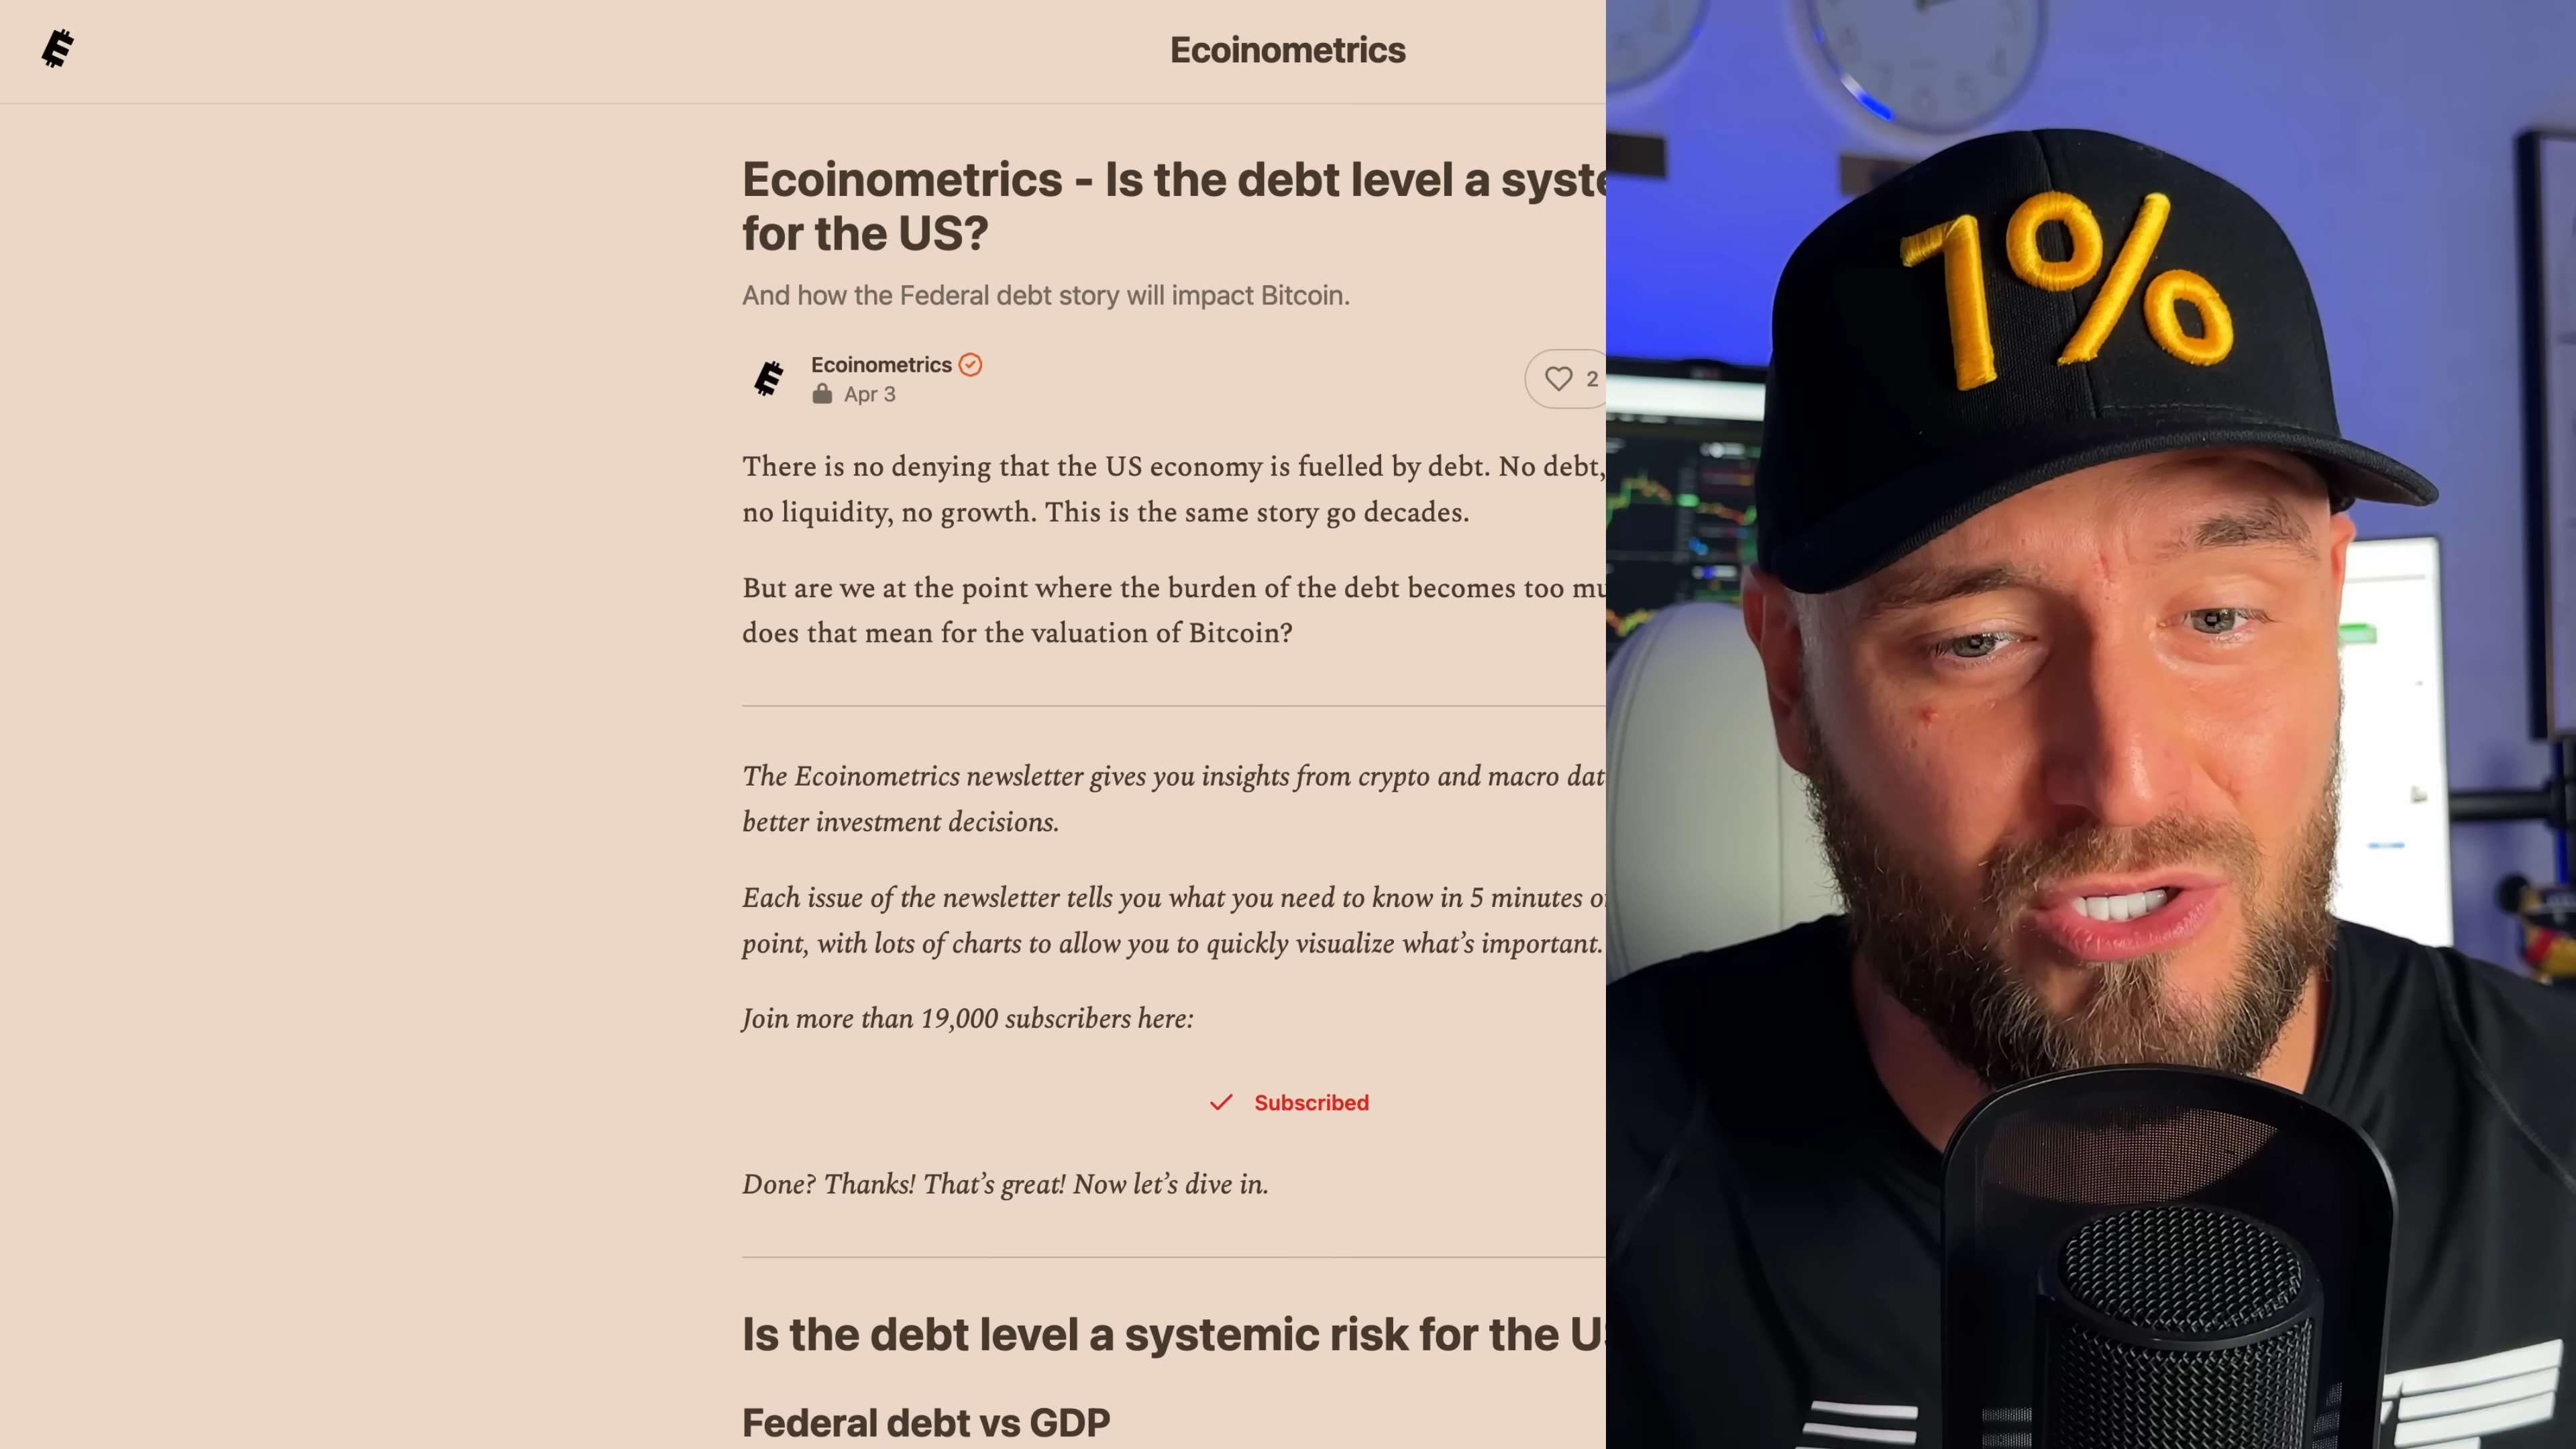 Ecoinometrics
Ecoinometrics - Is the debt level a syste
for the US?
And how the Federal debt story will impact Bitcoin.
Ecoinometrics
Apr 3
2
There is no denying that the US economy is fuelled by debt. No debt,
no liquidity, no growth. This is the same story go decades.
But are we at the point where the burden of the debt becomes too mu
does that mean for the valuation of Bitcoin?
The Ecoinometrics newsletter gives you insights from crypto and macro dat
better investment decisions.
Each issue of the newsletter tells you what you need to know in 5 minutes o
point, with lots of charts to allow you to quickly visualize what's important.
Join more than 19,000 subscribers here:
Subscribed
Done? Thanks! That's great! Now let's dive in.
Is the debt level a systemic risk for the US
Federal debt vs GDP
1%
7
6
5
4